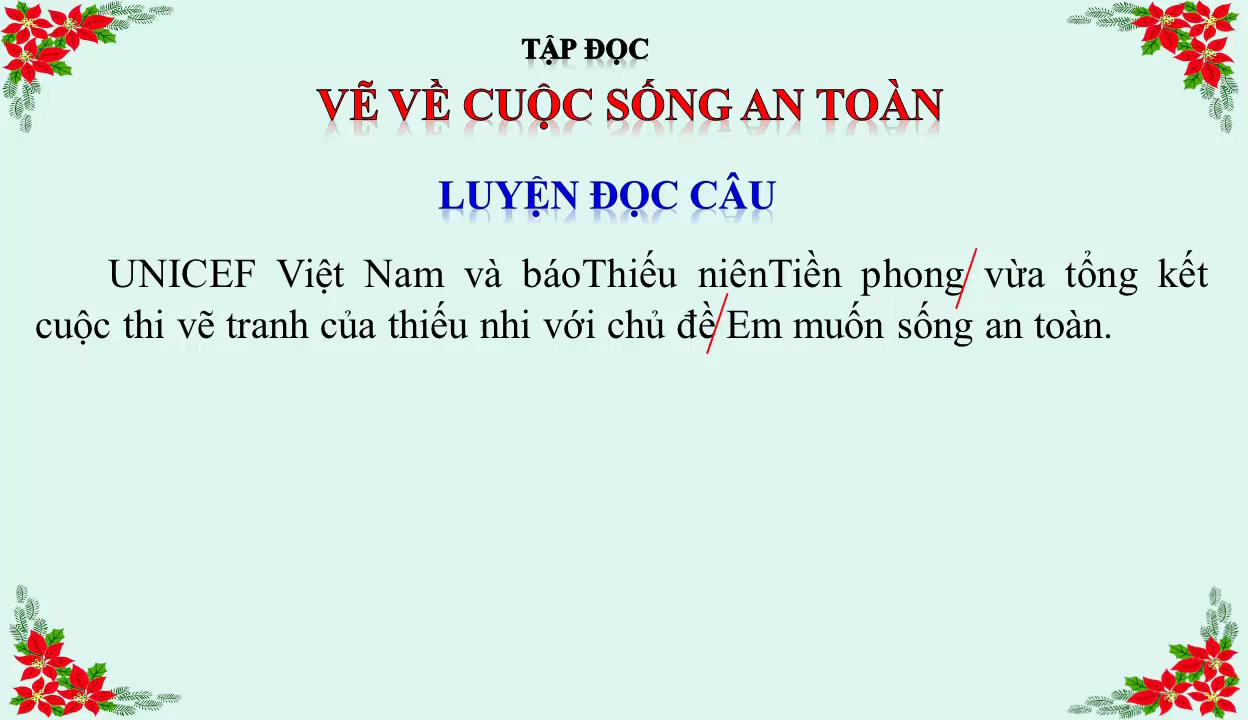 TẬP ĐỌC
VẼ VỀ CUỘC SỐNG AN TOÀN
LUYỆN ĐỌC CÂU
UNICEF Việt Nam và báoThiếu niênTiền phong/ vừa tổng kết
cuộc thi vẽ tranh của thiếu nhi với chủ đề/ Em muốn sống an toàn.